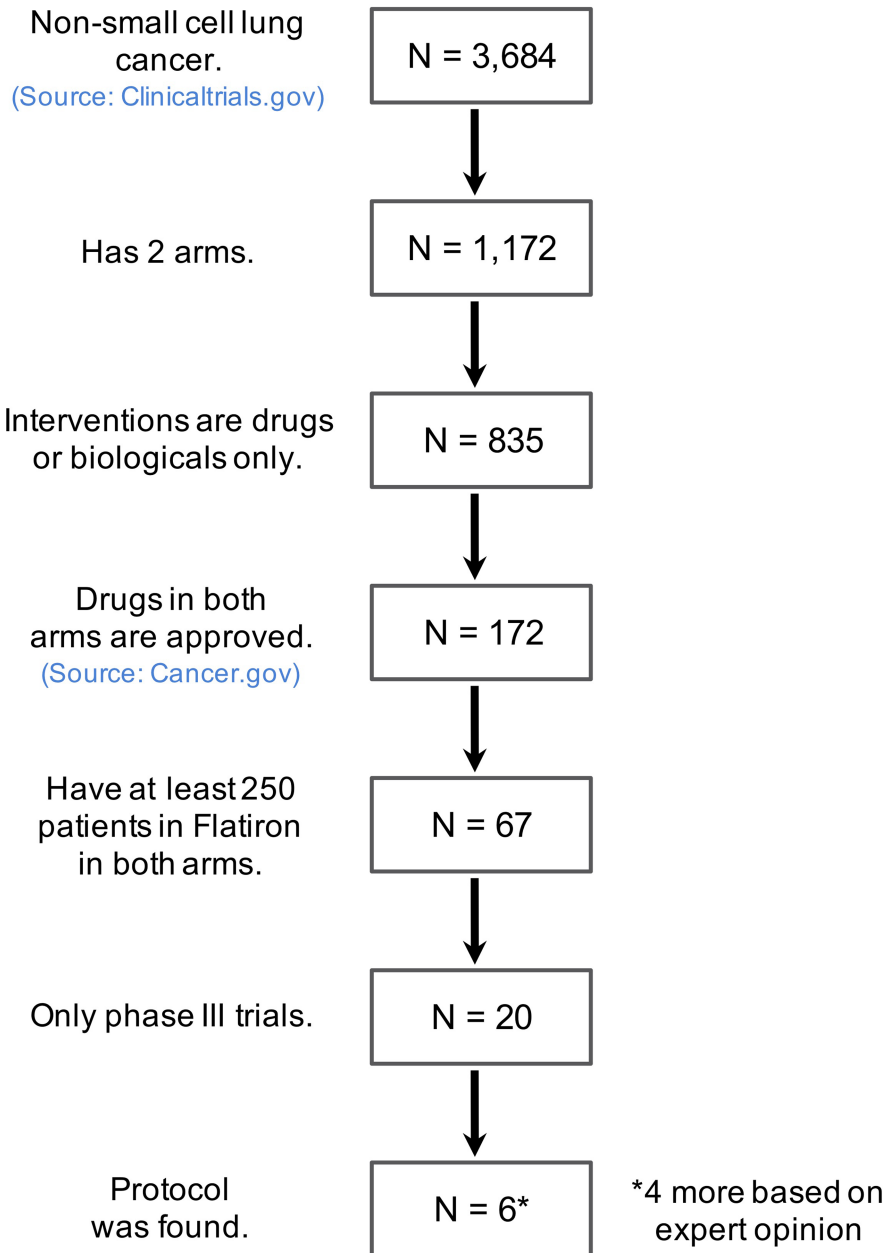 Non-small cell lung
cancer.
(Source: Clinicaltrials.gov)
N = 3,684
Has 2 arms.
N = 1,172
Interventions are drugs
or biologicals only.
N = 835
Drugs in both
arms are approved.
(Source: Cancer.gov)
N = 172
Have at least 250
patients in Flatiron
in both arms.
N = 67
Only phase III trials.
N = 20
Protocol
was found.
N = 6*
*4 more based on
expert opinion